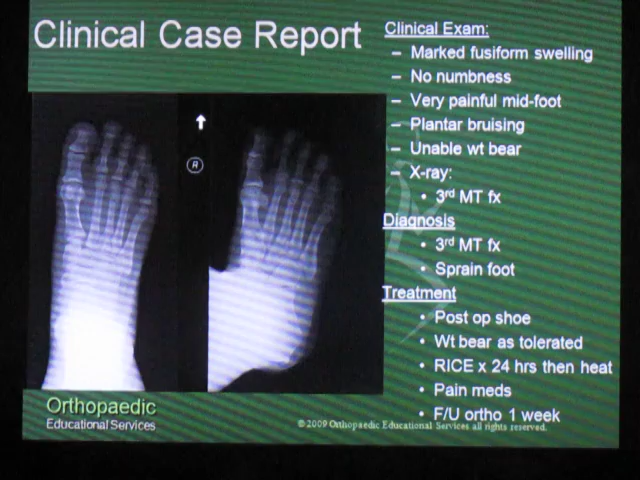 Clinical Case Report
Clinical Exam:
– Marked fusiform swelling
– No numbness
– Very painful mid-foot
– Plantar bruising
– Unable wt bear
– X-ray:
• 3rd MT fx
Diagnosis
• 3rd MT fx
• Sprain foot
Treatment
• Post op shoe
• Wt bear as tolerated
• RICE x 24 hrs then heat
• Pain meds
• F/U ortho 1 week
R
Orthopaedic
Educational Services
© 2009 Orthopaedic Educational Services all rights reserved.